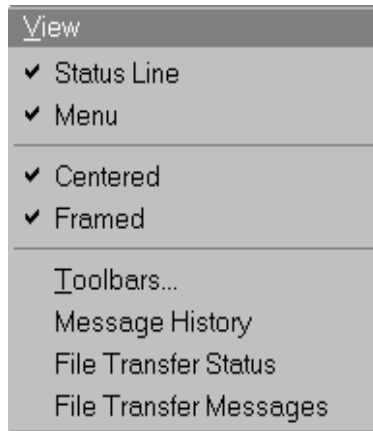 View
Status Line
Menu
Centered
Framed
Toolbars...
Message History
File Transfer Status
File Transfer Messages